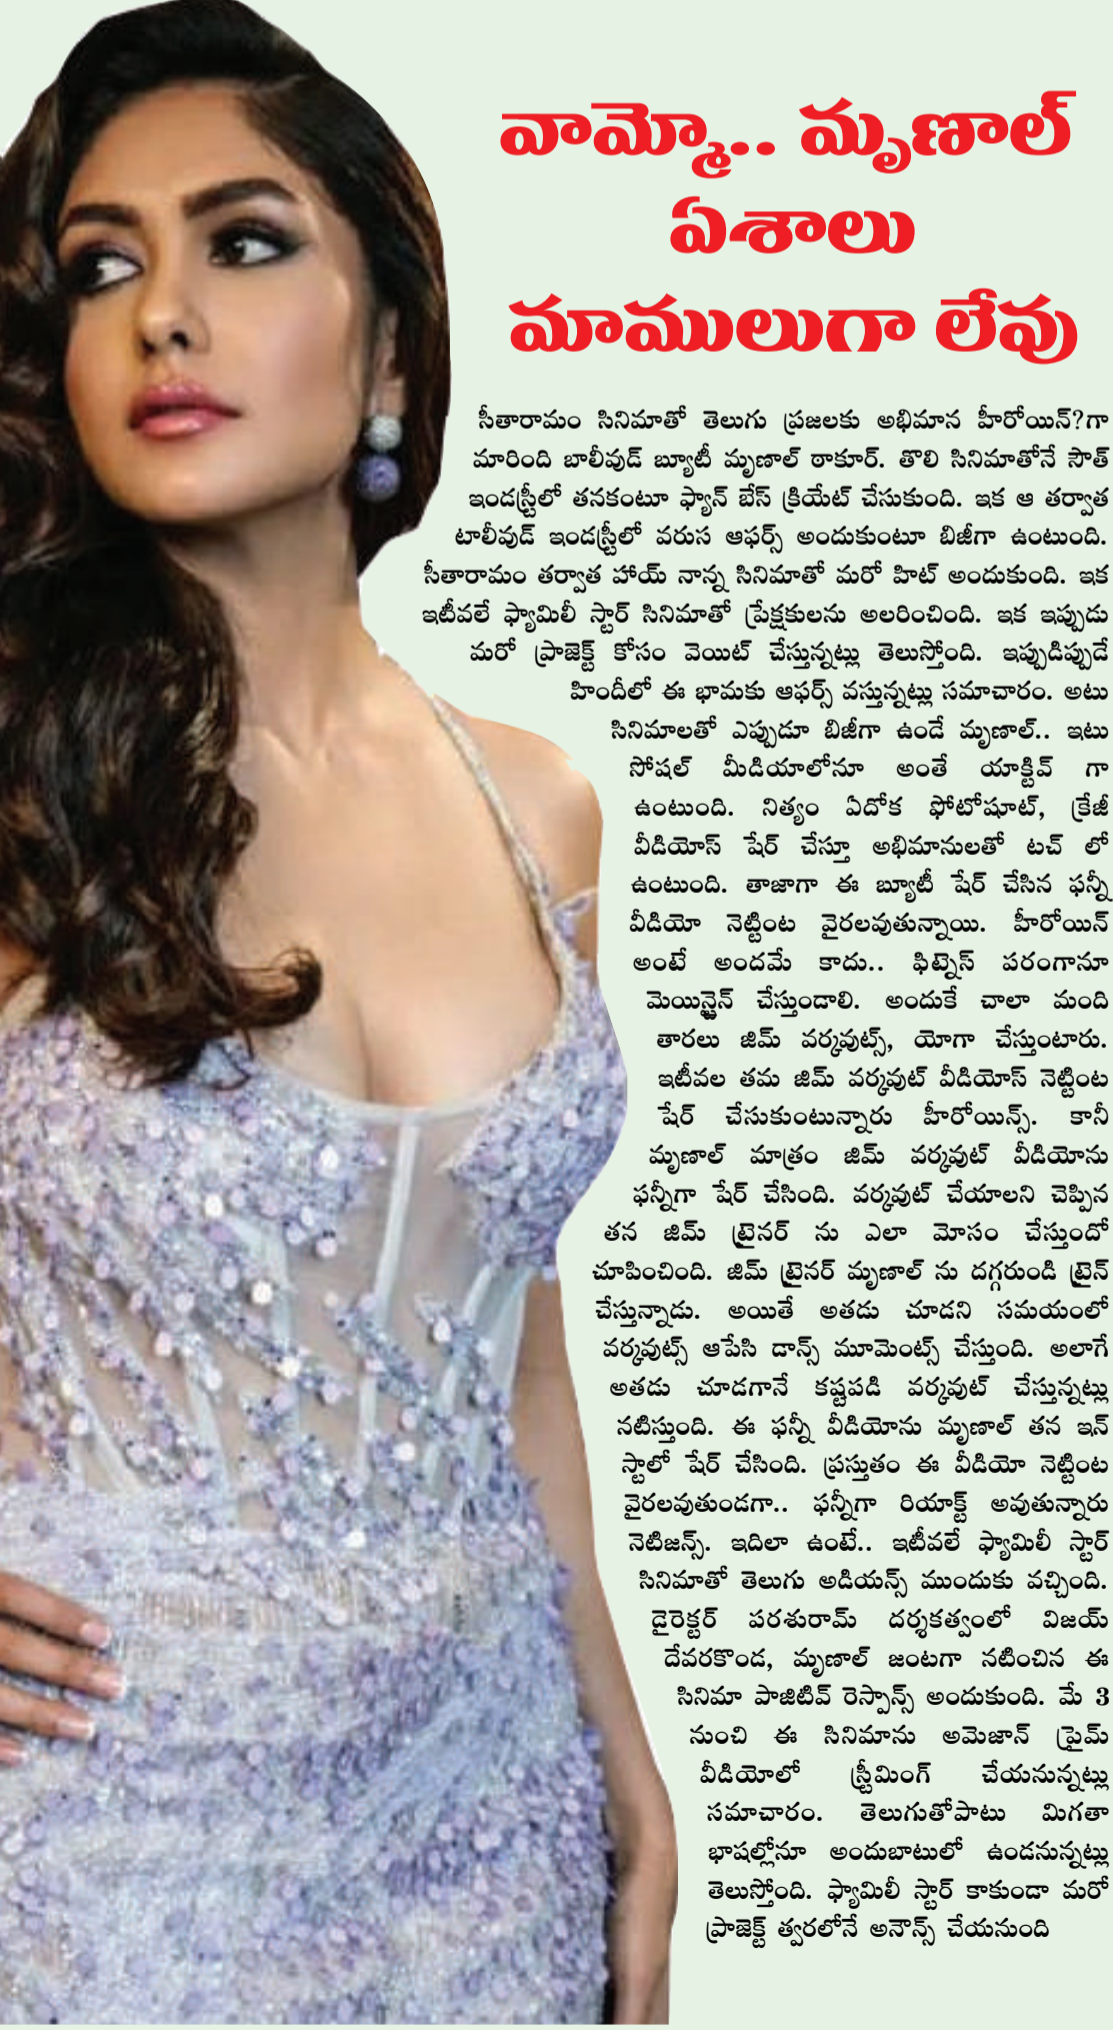 వామ్మో.. మృణాల్
ఏశాలు
మాములుగా లేవు
సీతారామం సినిమాతో తెలుగు ప్రజలకు అభిమాన హీరోయిన్?గా
మారింది బాలీవుడ్ బ్యూటీ మృణాల్ ఠాకూర్. తొలి సినిమాతోనే సౌత్
ఇండస్ట్రీలో తనకంటూ ఫ్యాన్ బేస్ క్రియేట్ చేసుకుంది. ఇక ఆ తర్వాత
టాలీవుడ్ ఇండస్ట్రీలో వరుస ఆఫర్స్ అందుకుంటూ బిజీగా ఉంటుంది.
సీతారామం తర్వాత హాయ్ నాన్న సినిమాతో మరో హిట్ అందుకుంది. ఇక
ఇటీవలే ఫ్యామిలీ స్టార్ సినిమాతో ప్రేక్షకులను అలరించింది. ఇక ఇప్పుడు
మరో ప్రాజెక్ట్ కోసం వెయిట్ చేస్తున్నట్లు తెలుస్తోంది. ఇప్పుడిప్పుడే
హిందీలో ఈ భామకు ఆఫర్స్ వస్తున్నట్లు సమాచారం. అటు
సినిమాలతో ఎప్పుడూ బిజీగా ఉండే మృణాల్.. ఇటు
సోషల్ మీడియాలోనూ అంతే యాక్టివ్ గా
ఉంటుంది. నిత్యం ఏదోక ఫోటోషూట్, క్రేజీ
వీడియోస్ షేర్ చేస్తూ అభిమానులతో టచ్ లో
ఉంటుంది. తాజాగా ఈ బ్యూటీ షేర్ చేసిన ఫన్నీ
వీడియో నెట్టింట వైరలవుతున్నాయి. హీరోయిన్
అంటే అందమే కాదు.. ఫిట్నెస్ పరంగానూ
మెయిన్టైన్ చేస్తుండాలి. అందుకే చాలా మంది
తారలు జిమ్ వర్కవుట్స్, యోగా చేస్తుంటారు.
ఇటీవల తమ జిమ్ వర్కవుట్ వీడియోస్ నెట్టింట
షేర్ చేసుకుంటున్నారు హీరోయిన్స్. కానీ
మృణాల్ మాత్రం జిమ్ వర్కవుట్ వీడియోను
ఫన్నీగా షేర్ చేసింది. వర్కవుట్ చేయాలని చెప్పిన
తన జిమ్ ట్రైనర్ ను ఎలా మోసం చేస్తుందో
చూపించింది. జిమ్ ట్రైనర్ మృణాల్ ను దగ్గరుండి ట్రైన్
చేస్తున్నాడు. అయితే అతడు చూడని సమయంలో
వర్కవుట్స్ ఆపేసి డాన్స్ మూమెంట్స్ చేస్తుంది. అలాగే
అతడు చూడగానే కష్టపడి వర్కవుట్ చేస్తున్నట్లు
నటిస్తుంది. ఈ ఫన్నీ వీడియోను మృణాల్ తన ఇన్
స్టాలో షేర్ చేసింది. ప్రస్తుతం ఈ వీడియో నెట్టింట
వైరలవుతుండగా.. ఫన్నీగా రియాక్ట్ అవుతున్నారు
నెటిజన్స్. ఇదిలా ఉంటే.. ఇటీవలే ఫ్యామిలీ స్టార్
సినిమాతో తెలుగు అడియన్స్ ముందుకు వచ్చింది.
డైరెక్టర్ పరశురామ్ దర్శకత్వంలో విజయ్
దేవరకొండ, మృణాల్ జంటగా నటించిన ఈ
సినిమా పాజిటివ్ రెస్పాన్స్ అందుకుంది. మే 3
నుంచి ఈ సినిమాను అమెజాన్ ప్రైమ్
వీడియోలో స్ట్రీమింగ్ చేయనున్నట్లు
సమాచారం. తెలుగుతోపాటు మిగతా
భాషల్లోనూ అందుబాటులో ఉండనున్నట్లు
తెలుస్తోంది. ఫ్యామిలీ స్టార్ కాకుండా మరో
ప్రాజెక్ట్ త్వరలోనే అనౌన్స్ చేయనుంది